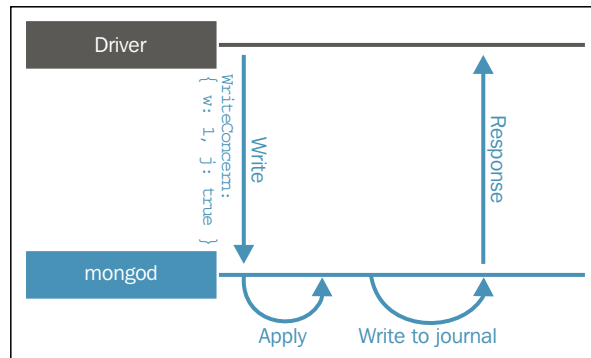 Driver
WriteConcern:
{ w: 1, j: true }
Write
Response
mongod
Apply
Write to journal